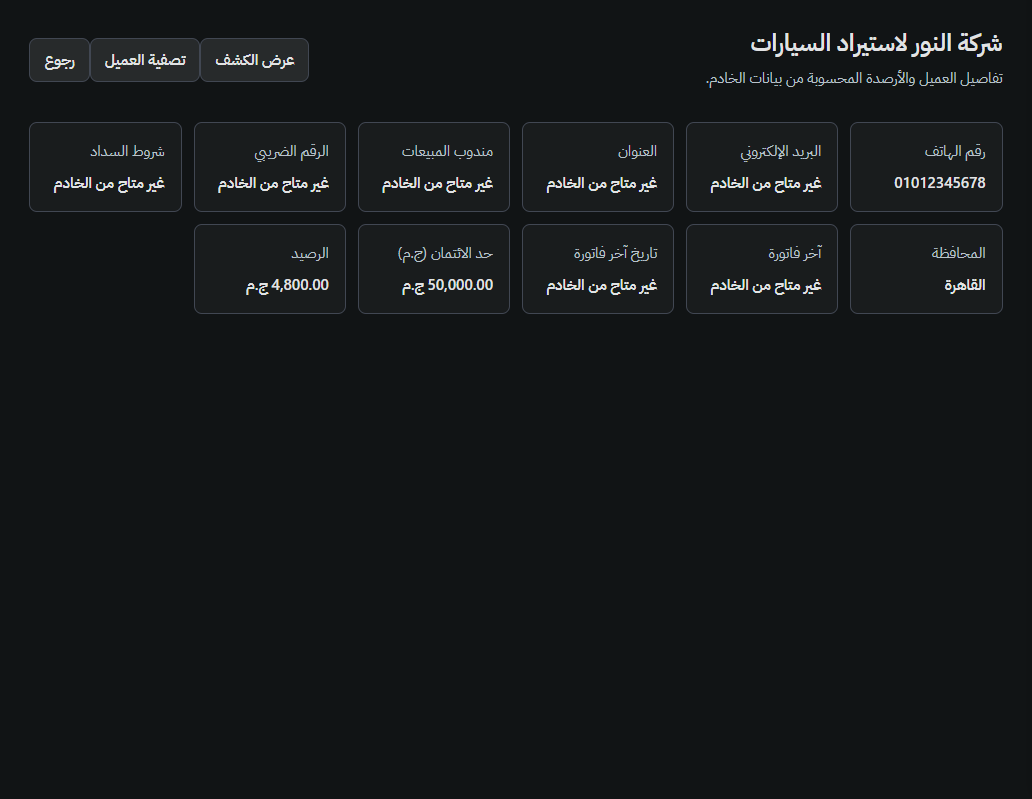 شركة النور لاستيراد السيارات
تفاصيل العميل والأرصدة المحسوبة من بيانات الخادم.
عرض الكشف
تصفية العميل
رجوع
رقم الهاتف
01012345678
البريد الإلكتروني
غير متاح من الخادم
العنوان
غير متاح من الخادم
مندوب المبيعات
غير متاح من الخادم
الرقم الضريبي
غير متاح من الخادم
شروط السداد
غير متاح من الخادم
المحافظة
القاهرة
آخر فاتورة
غير متاح من الخادم
تاريخ آخر فاتورة
غير متاح من الخادم
حد الائتمان (ج.م)
50,000.00 ج.م
الرصيد
4,800.00 ج.م